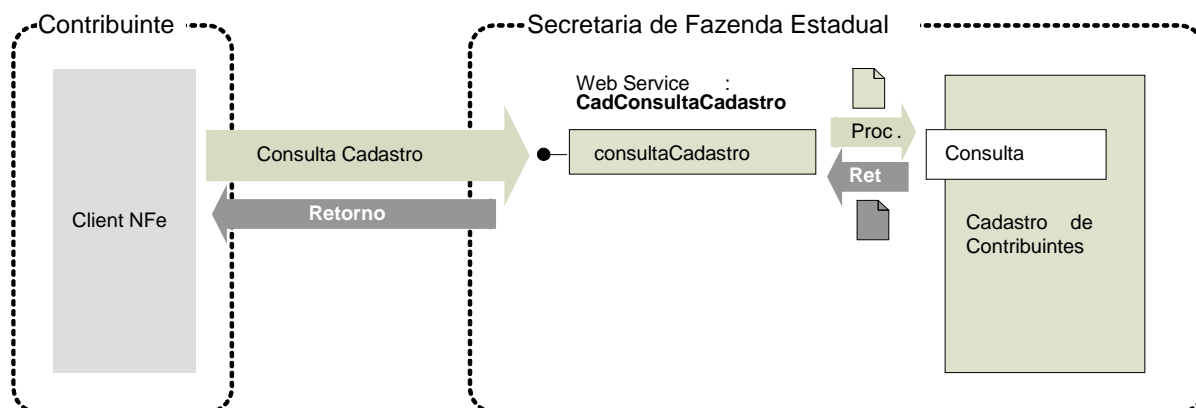 Contribuinte
Secretaria de Fazenda Estadual
Web Service :
CadConsultaCadastro
Consulta Cadastro
consultaCadastro
Proc .
Consulta
Ret
Client NFe
Retorno
Cadastro de
Contribuintes